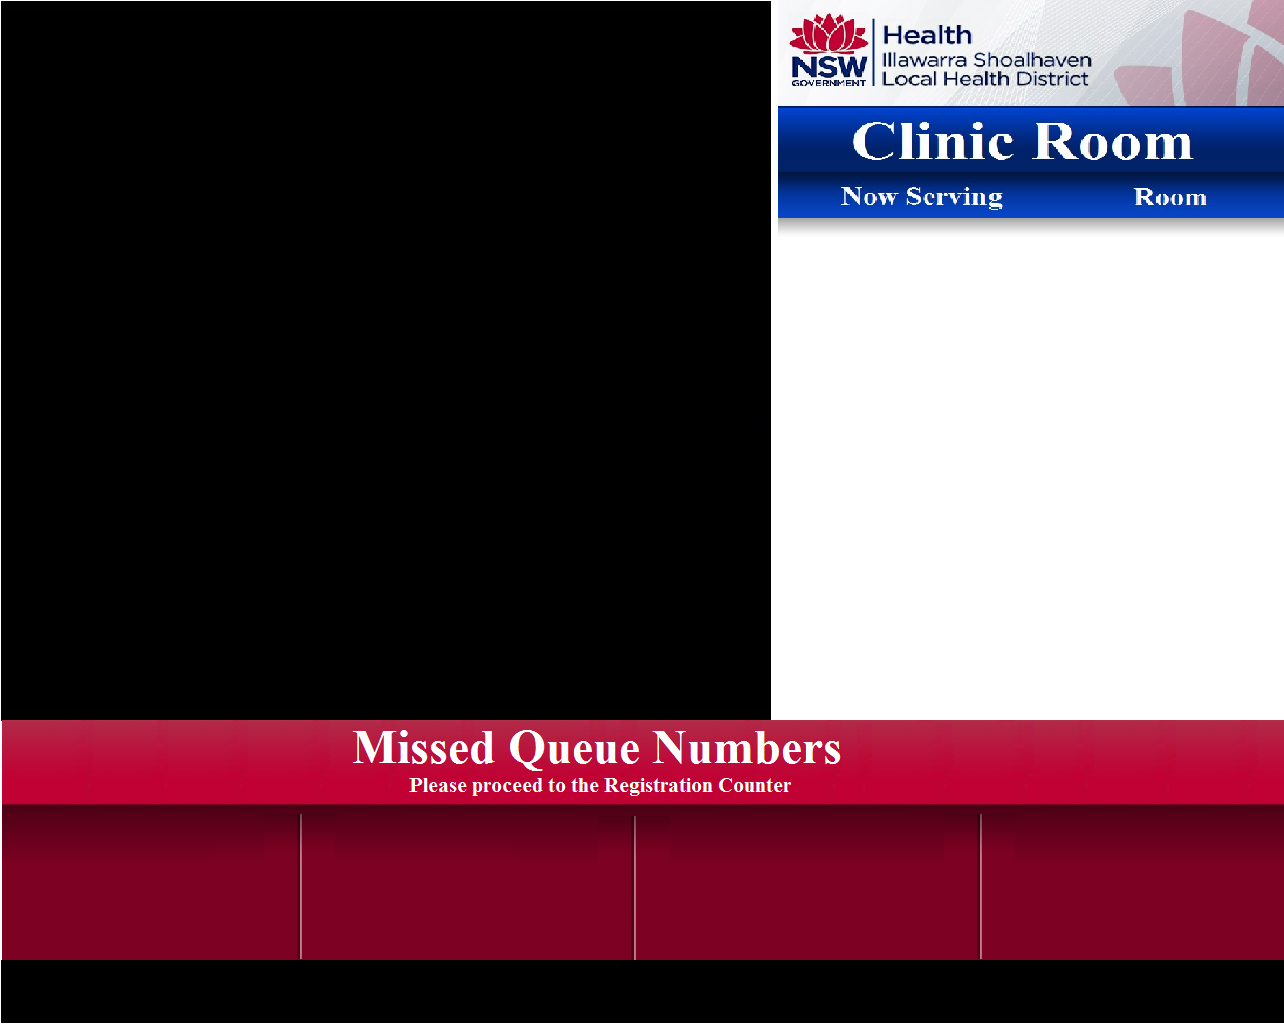 Health
Illawarra Shoalhaven
Local Health District
NSW
GOVERNMENT
Clinic Room
Now Serving Room
Missed Queue Numbers
Please proceed to the Registration Counter